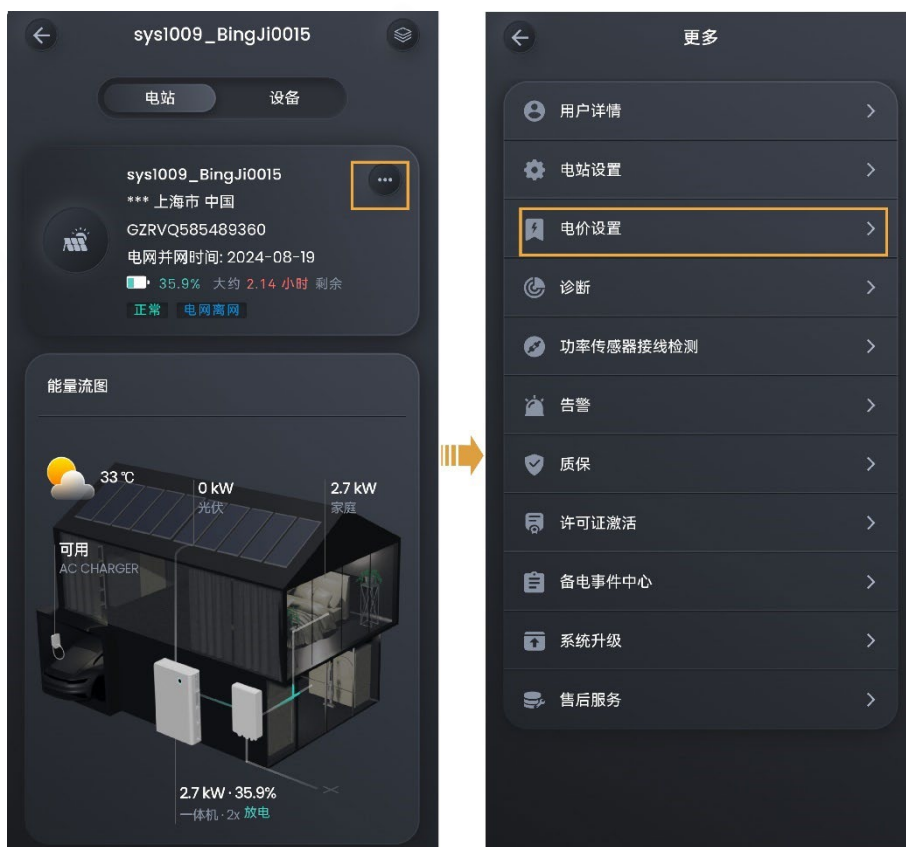 sys1009_BingJi0015
电站
设备
sys1009_BingJi0015
*** 上海市 中国
GZRVQ585489360
电网并网时间: 2024-08-19
35.9% 大约 2.14 小时 剩余
正常 电网离网
能量流图
33 °C
0 kW
光伏
2.7 kW
家庭
可用
AC CHARGER
2.7 kW · 35.9%
一体机 · 2x 放电
更多
用户详情
电站设置
电价设置
诊断
功率传感器接线检测
告警
质保
许可证激活
备电事件中心
系统升级
售后服务